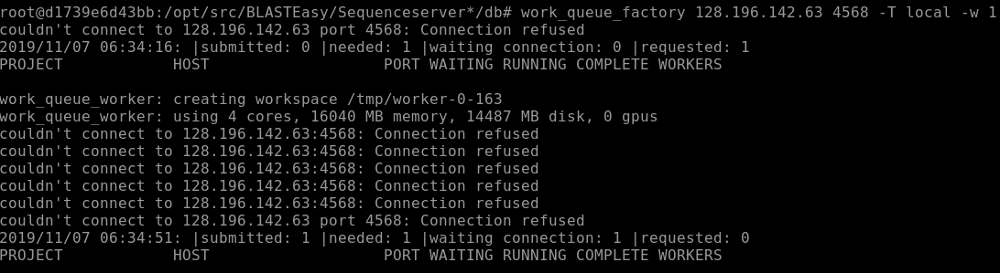 root@d1739e6d43bb:/opt/src/BLASTEasy/Sequenceserver*/db# work_queue_factory 128.196.142.63 4568 -T local -w 1
couldn't connect to 128.196.142.63 port 4568: Connection refused
2019/11/07 06:34:16: |submitted: 0 |needed: 1 |waiting connection: 0 |requested: 1
PROJECT            HOST                   PORT WAITING RUNNING COMPLETE WORKERS
work_queue_worker: creating workspace /tmp/worker-0-163
work_queue_worker: using 4 cores, 16040 MB memory, 14487 MB disk, 0 gpus
couldn't connect to 128.196.142.63:4568: Connection refused
couldn't connect to 128.196.142.63:4568: Connection refused
couldn't connect to 128.196.142.63:4568: Connection refused
couldn't connect to 128.196.142.63:4568: Connection refused
couldn't connect to 128.196.142.63:4568: Connection refused
couldn't connect to 128.196.142.63 port 4568: Connection refused
2019/11/07 06:34:51: |submitted: 1 |needed: 1 |waiting connection: 1 |requested: 0
PROJECT            HOST                   PORT WAITING RUNNING COMPLETE WORKERS